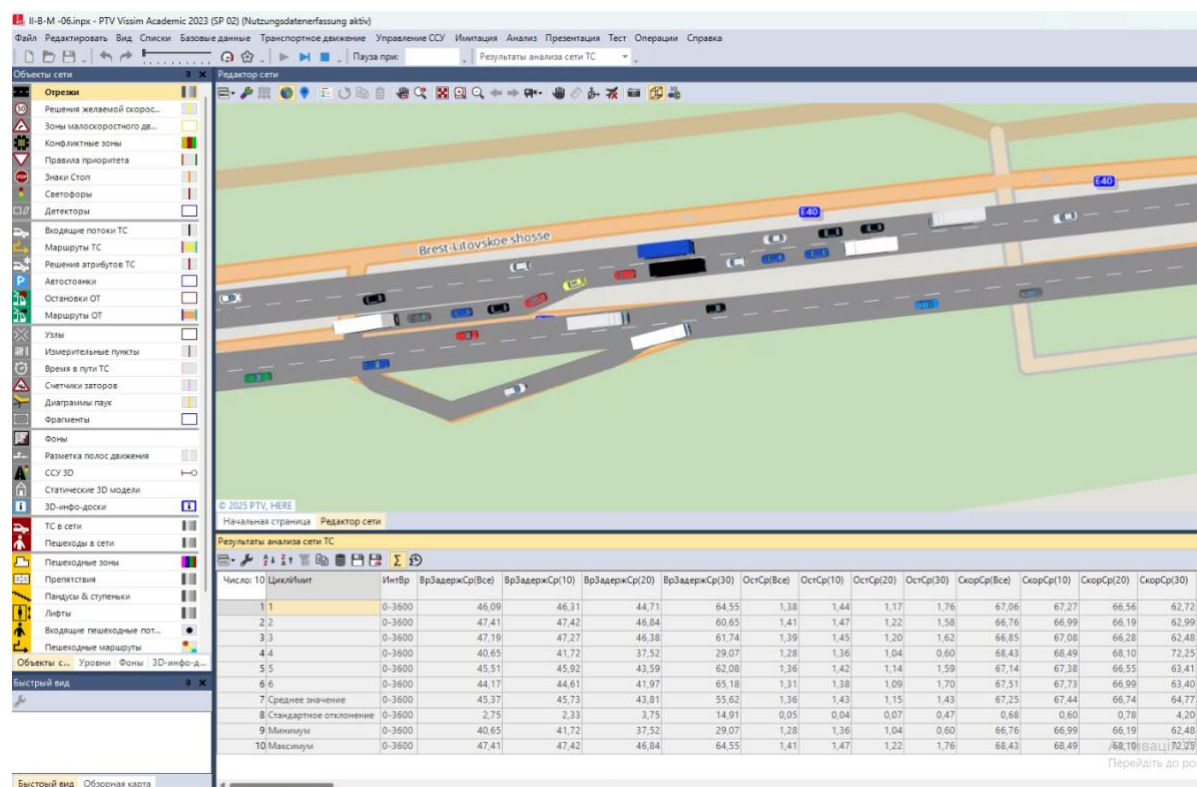 II-B-M -06.inpx - PTV Vissim Academic 2023 (SP 02) (Nutzungsdatenerfassung aktiv)
Файл Редактировать Вид Списки Базовые данные Транспортное движение Управление ССУ Имитация Анализ Презентация Тест Операции Справка
Пауза при: Результаты анализа сети ТС
Объекты сети
Отрезки
Решения желаемой скорос...
Зоны малоскоростного дв...
Конфликтные зоны
Правила приоритета
Знаки Стоп
Светофоры
Детекторы
Входящие потоки ТС
Маршруты ТС
Решения атрибутов ТС
Автостоянки
Остановки ОТ
Маршруты ОТ
Узлы
Измерительные пункты
Время в пути ТС
Счетчики заторов
Диаграммы паук
Фрагменты
Фоны
Разметка полос движения
ССУ 3D
Статические 3D модели
3D-инфо-доски
ТС в сети
Пешеходы в сети
Пешеходные зоны
Препятствия
Пандусы & ступеньки
Лифты
Входящие пешеходные пот...
Пешеходные маршруты
Объекты с... Уровни Фоны 3D-инфо-д...
Быстрый вид
Быстрый вид Обзорная карта
Редактор сети
E40
E40
Brest-Litovskoe shosse
© 2025 PTV, HERE
Начальная страница Редактор сети
Результаты анализа сети ТС
Число: 10 ЦиклИмит ИнтВр ВрЗадержСр(Все) ВрЗадержСр(10) ВрЗадержСр(20) ВрЗадержСр(30) ОстСр(Все) ОстСр(10) ОстСр(20) ОстСр(30) СкорСр(Все) СкорСр(10) СкорСр(20) СкорСр(30)
1 1 0-3600 46,09 46,31 44,71 64,55 1,38 1,44 1,17 1,76 67,06 67,27 66,56 62,72
2 2 0-3600 47,41 47,42 46,84 60,65 1,41 1,47 1,22 1,58 66,76 66,99 66,19 62,99
3 3 0-3600 47,19 47,27 46,38 61,74 1,39 1,45 1,20 1,62 66,85 67,08 66,28 62,48
4 4 0-3600 40,65 41,72 37,52 29,07 1,28 1,36 1,04 0,60 68,43 68,49 68,10 72,25
5 5 0-3600 45,51 45,92 43,59 62,08 1,36 1,42 1,14 1,59 67,14 67,38 66,55 63,41
6 6 0-3600 44,17 44,61 41,97 65,18 1,31 1,38 1,09 1,70 67,51 67,73 66,99 63,40
7 Среднее значение 0-3600 45,37 45,73 43,81 55,62 1,36 1,43 1,15 1,43 67,25 67,44 66,74 64,77
8 Стандартное отклонение 0-3600 2,75 2,33 3,75 14,91 0,05 0,04 0,07 0,47 0,68 0,60 0,78 4,20
9 Минимум 0-3600 40,65 41,72 37,52 29,07 1,28 1,36 1,04 0,60 66,76 66,99 66,19 62,48
10 Максимум 0-3600 47,41 47,42 46,84 64,55 1,41 1,47 1,22 1,76 68,43 68,49 68,10 72,25
Перейдіть до